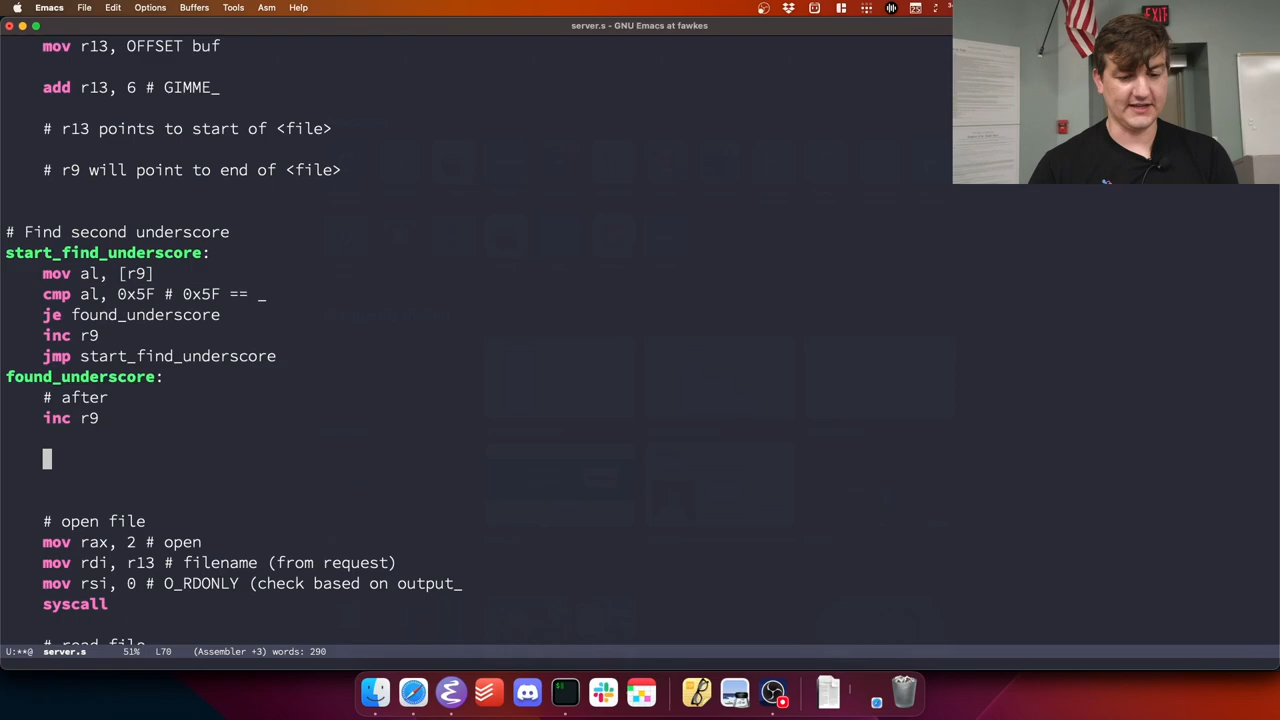 Emacs File Edit Options Buffers Tools Asm Help
server.s - GNU Emacs at fawkes
EXIT
mov r13, OFFSET buf
add r13, 6 # GIMME_
# r13 points to start of <file>
# r9 will point to end of <file>
# Find second underscore
start_find_underscore:
mov al, [r9]
cmp al, 0x5F # 0x5F == _
je found_underscore
inc r9
jmp start_find_underscore
found_underscore:
# after
inc r9
# open file
mov rax, 2 # open
mov rdi, r13 # filename (from request)
mov rsi, 0 # O_RDONLY (check based on output_
syscall
# read file
U:**@ server.s 51% L70 (Assembler +3) words: 290